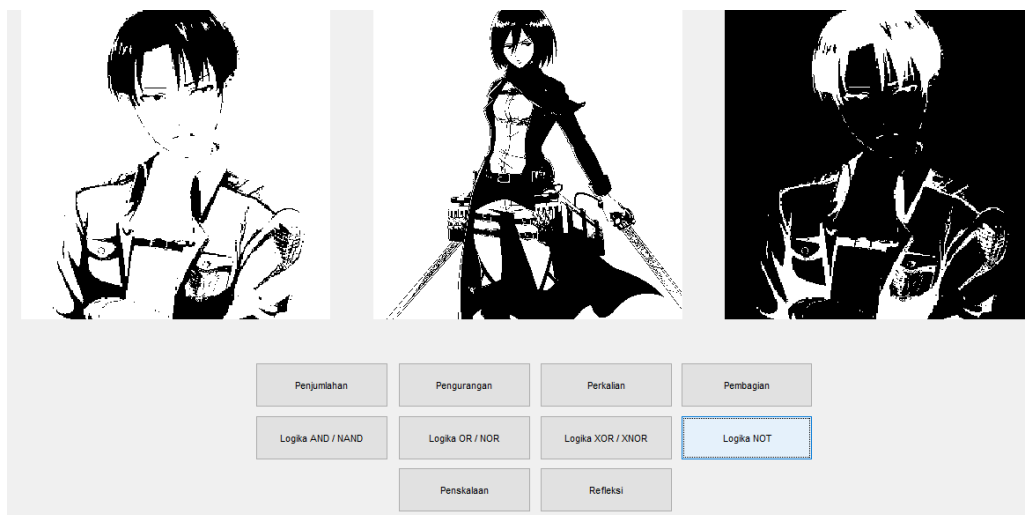 Penjumlahan
Pengurangan
Perkalian
Pembagian
Logika AND / NAND
Logika OR / NOR
Logika XOR / XNOR
Logika NOT
Penskalaan
Refleksi